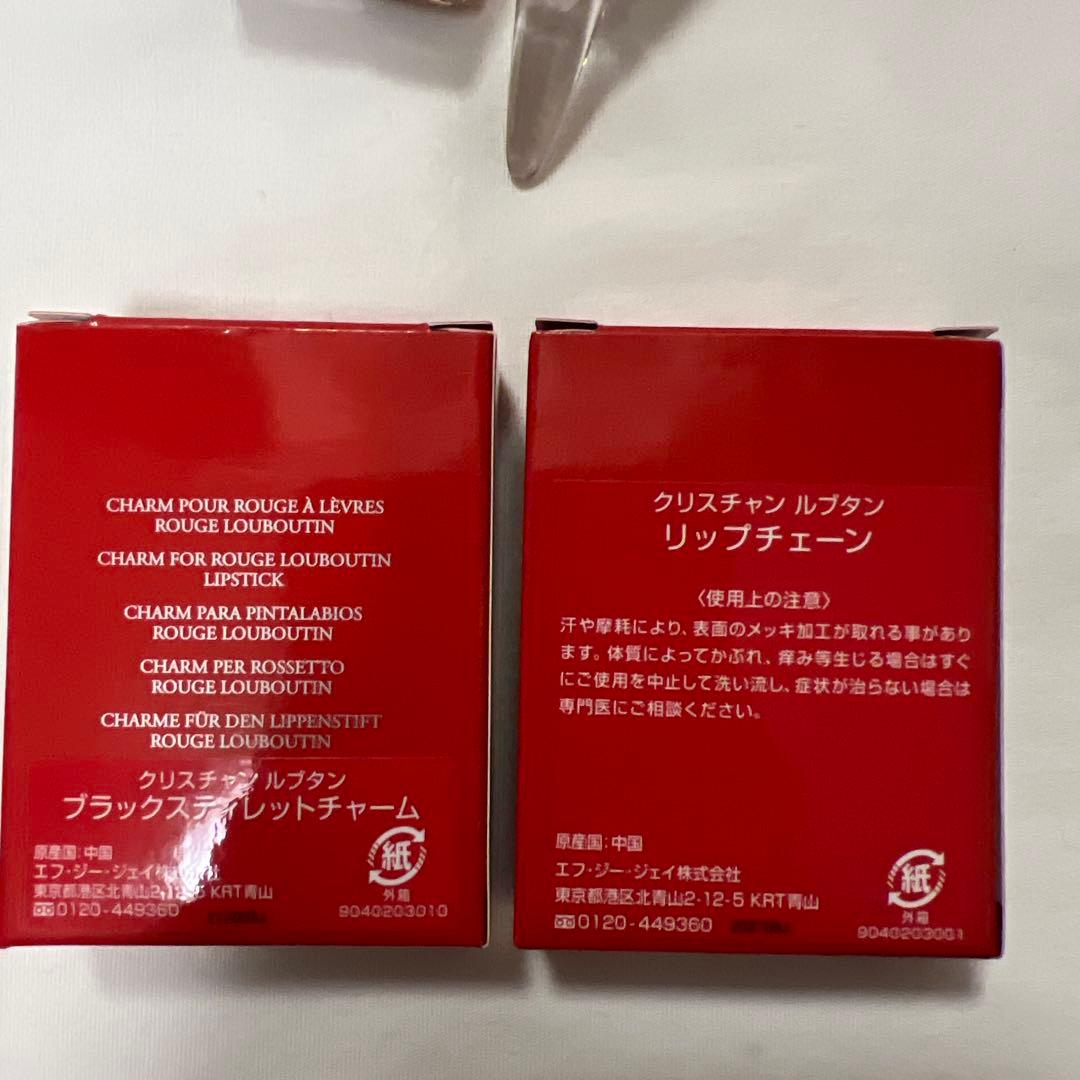 CHARM POUR ROUGE À LÈVRES
ROUGE LOUBOUTIN
CHARM FOR ROUGE LOUBOUTIN
LIPSTICK
CHARM PARA PINTALABIOS
ROUGE LOUBOUTIN
CHARM PER ROSSETTO
ROUGE LOUBOUTIN
CHARME FÜR DEN LIPPENSTIFT
ROUGE LOUBOUTIN
クリスチャン ルブタン
ブラックスティレットチャーム
原産国:中国
エフ・ジー・ジェイ株式会社
東京都港区北青山2-12-5 KRT青山
0120-449360
紙
外箱
9040203010
クリスチャン ルブタン
リップチェーン
〈使用上の注意〉
汗や摩耗により、表面のメッキ加工が取れる事があり
ます。体質によってかぶれ、痒み等生じる場合はすぐ
にご使用を中止して洗い流し、症状が治らない場合は
専門医にご相談ください。
原産国:中国
エフ・ジー・ジェイ株式会社
東京都港区北青山2-12-5 KRT青山
0120-449360
紙
外箱
9040203001